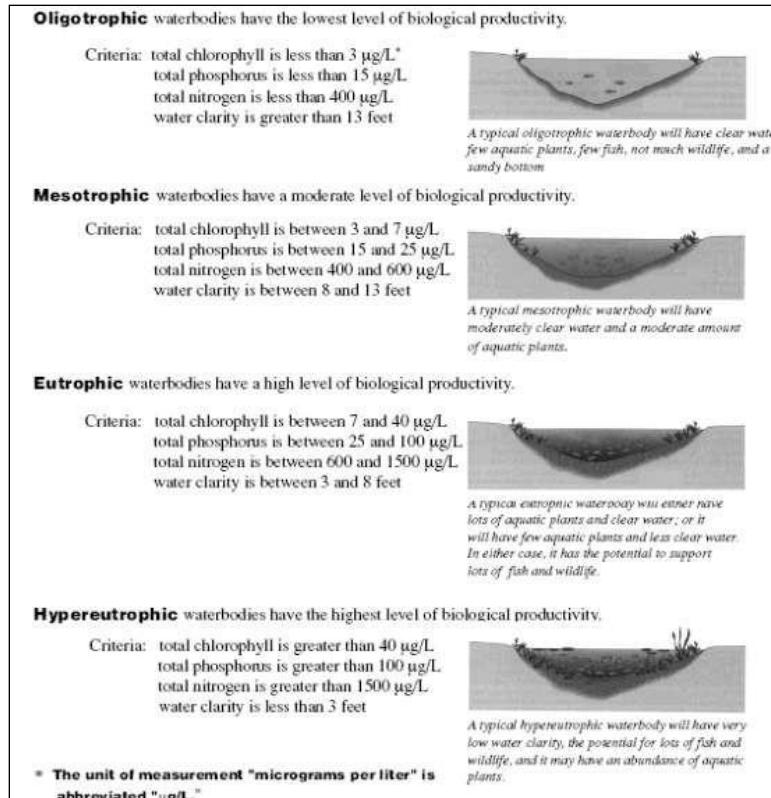 Oligotrophic waterbodies have the lowest level of biological productivity.
Criteria: total chlorophyll is less than 3 µg/L*
total phosphorus is less than 15 µg/L
total nitrogen is less than 400 µg/L
water clarity is greater than 13 feet
A typical oligotrophic waterbody will have clear wate
few aquatic plants, few fish, not much wildlife, and a
sandy bottom
Mesotrophic waterbodies have a moderate level of biological productivity.
Criteria: total chlorophyll is between 3 and 7 µg/L
total phosphorus is between 15 and 25 µg/L
total nitrogen is between 400 and 600 µg/L
water clarity is between 8 and 13 feet
A typical mesotrophic waterbody will have
moderately clear water and a moderate amount
of aquatic plants.
Eutrophic waterbodies have a high level of biological productivity.
Criteria: total chlorophyll is between 7 and 40 µg/L
total phosphorus is between 25 and 100 µg/L
total nitrogen is between 600 and 1500 µg/L
water clarity is between 3 and 8 feet
A typical eutrophic waterbody will either have
lots of aquatic plants and clear water; or it
will have few aquatic plants and less clear water.
In either case, it has the potential to support
lots of fish and wildlife.
Hypereutrophic waterbodies have the highest level of biological productivity.
Criteria: total chlorophyll is greater than 40 µg/L
total phosphorus is greater than 100 µg/L
total nitrogen is greater than 1500 µg/L
water clarity is less than 3 feet
A typical hypereutrophic waterbody will have very
low water clarity, the potential for lots of fish and
wildlife, and it may have an abundance of aquatic
plants.
* The unit of measurement "micrograms per liter" is
abbreviated "µg/L."